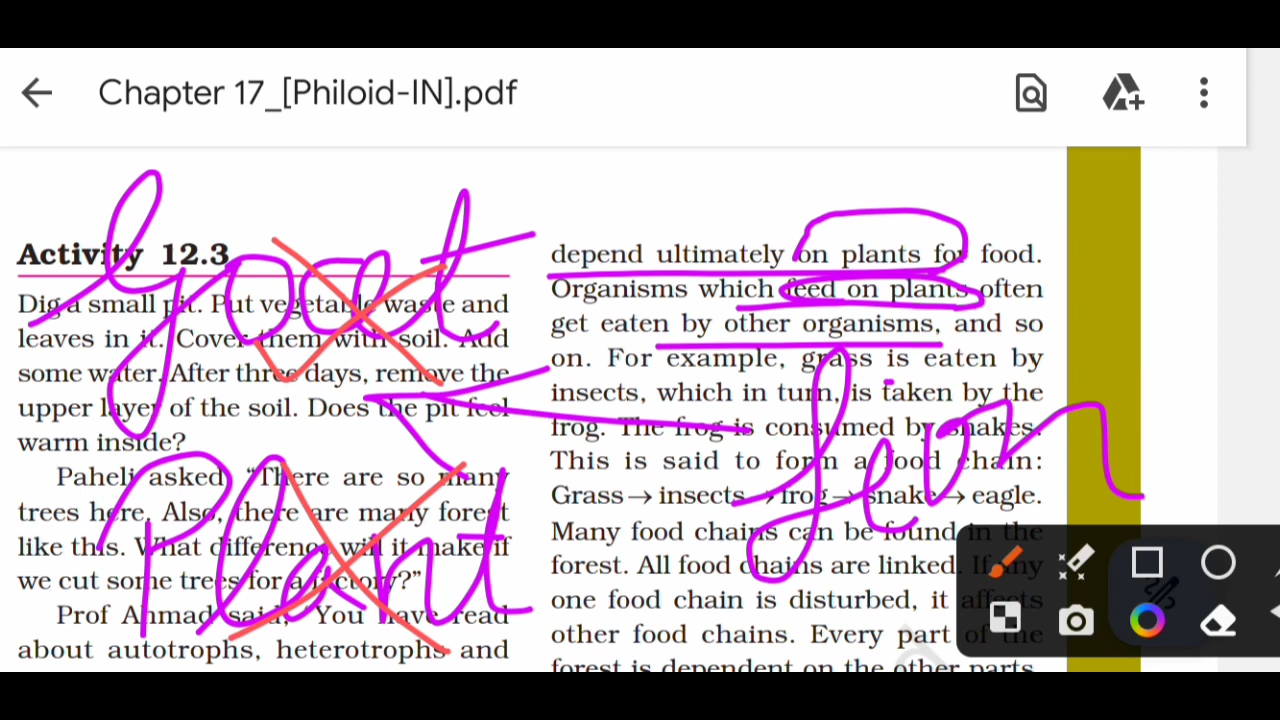 Chapter 17_[Philoid-IN].pdf
Activity 12.3
Dig a small pit. Put vegetable waste and
leaves in it. Cover them with soil. Add
some water. After three days, remove the
upper layer of the soil. Does the pit feel
warm inside?
Paheli asked, “There are so many
trees here. Also, there are many forest
like this. What difference will it make if
we cut some trees for a factory?”
Prof Ahmad said, “You have read
about autotrophs, heterotrophs and
goat
Plant
depend ultimately on plants for food.
Organisms which feed on plants often
get eaten by other organisms, and so
on. For example, grass is eaten by
insects, which in turn, is taken by the
frog. The frog is consumed by snakes.
This is said to form a food chain:
Grass→insects→frog→snake→eagle.
Many food chains can be found in the
forest. All food chains are linked. If any
one food chain is disturbed, it affects
other food chains. Every part of the
forest is dependent on the other parts.